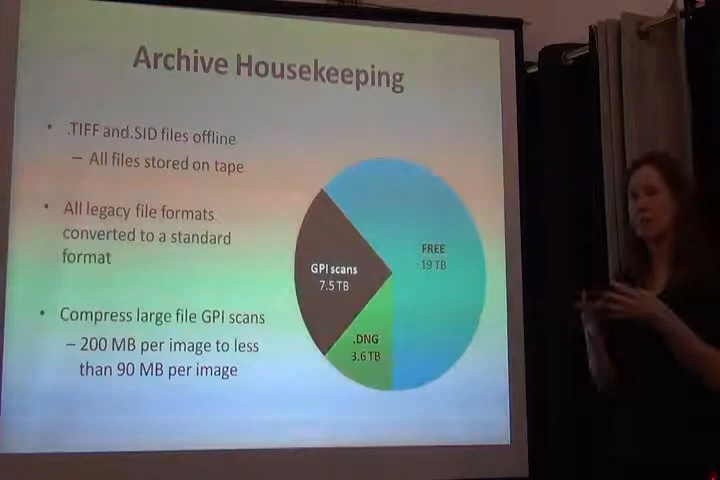 Archive Housekeeping
• .TIFF and.SID files offline
– All files stored on tape
• All legacy file formats
converted to a standard
format
• Compress large file GPI scans
– 200 MB per image to less
than 90 MB per image
FREE
19 TB
GPI scans
7.5 TB
.DNG
3.6 TB